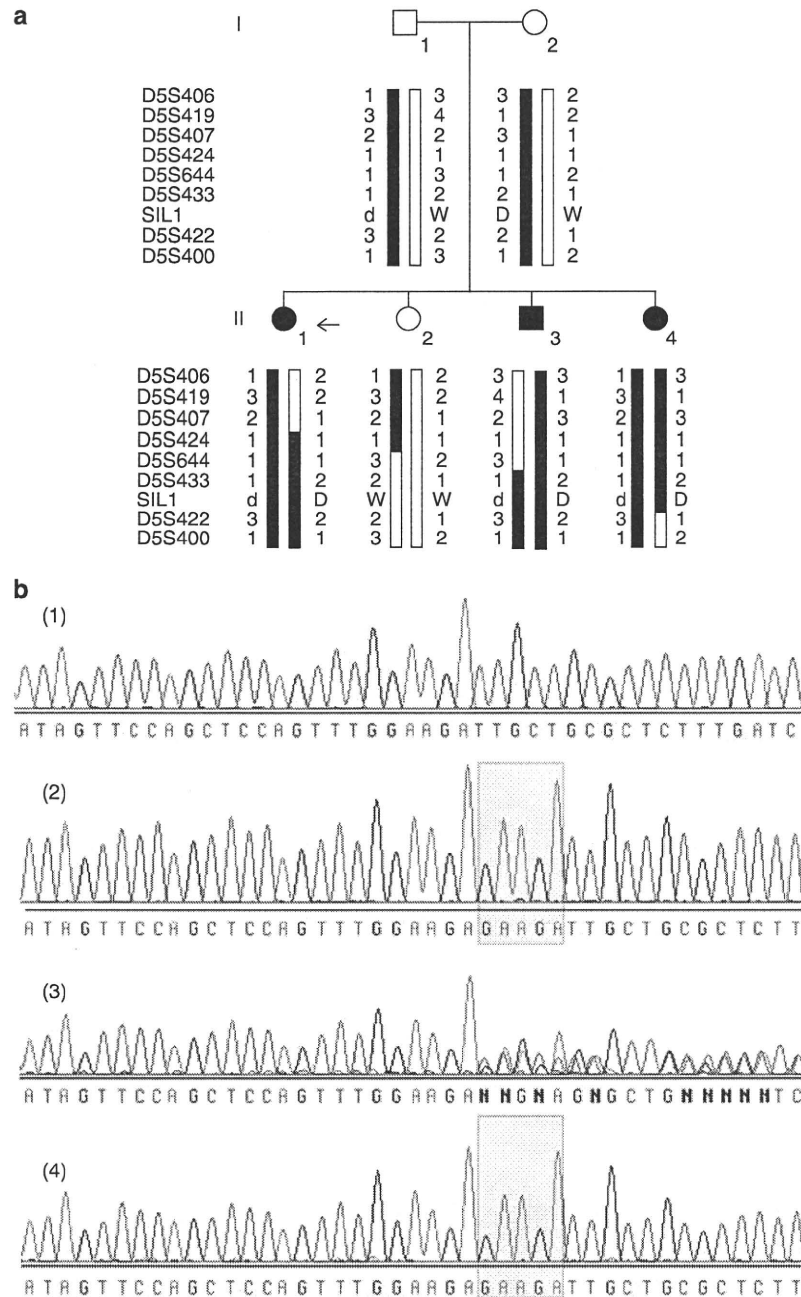 a
I
1 2
D5S406 1 3 3 2
D5S419 3 4 1 2
D5S407 2 2 3 1
D5S424 1 1 1 1
D5S644 1 3 1 2
D5S433 1 2 2 1
SIL1 d W D W
D5S422 3 2 2 1
D5S400 1 3 1 2
II
1 2 3 4
D5S406 1 2 1 2 3 3 1 3
D5S419 3 2 3 2 4 1 3 1
D5S407 2 1 2 1 2 3 2 3
D5S424 1 1 1 1 1 1 1 1
D5S644 1 1 3 2 3 1 1 1
D5S433 1 2 2 1 1 2 1 2
SIL1 d D W W d D d D
D5S422 3 2 2 1 3 2 3 1
D5S400 1 1 3 2 1 1 1 2
b
(1)
ATAGTTCCAGCTCCAGTTTGGAAGATTGCTGCGCTCTTTGATC
(2)
ATAGTTCCAGCTCCAGTTTGGAAGAGAAGATTGCTGCGCTCTT
(3)
ATAGTTCCAGCTCCAGTTTGGAAGANNGNAGNGCTGNNNNNTC
(4)
ATAGTTCCAGCTCCAGTTTGGAAGAGAAGATTGCTGCGCTCTT